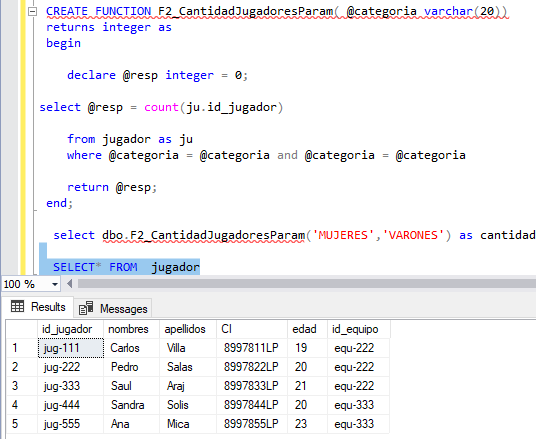 CREATE FUNCTION F2_CantidadJugadoresParam( @categoria varchar(20))
returns integer as
begin
declare @resp integer = 0;
select @resp = count(ju.id_jugador)
from jugador as ju
where @categoria = @categoria and @categoria = @categoria
return @resp;
end;
select dbo.F2_CantidadJugadoresParam('MUJERES','VARONES') as cantidad
SELECT* FROM jugador
100 %
Results Messages
id_jugador nombres apellidos CI edad id_equipo
1 jug-111 Carlos Villa 8997811LP 19 equ-222
2 jug-222 Pedro Salas 8997822LP 20 equ-222
3 jug-333 Saul Araj 8997833LP 21 equ-222
4 jug-444 Sandra Solis 8997844LP 20 equ-333
5 jug-555 Ana Mica 8997855LP 23 equ-333